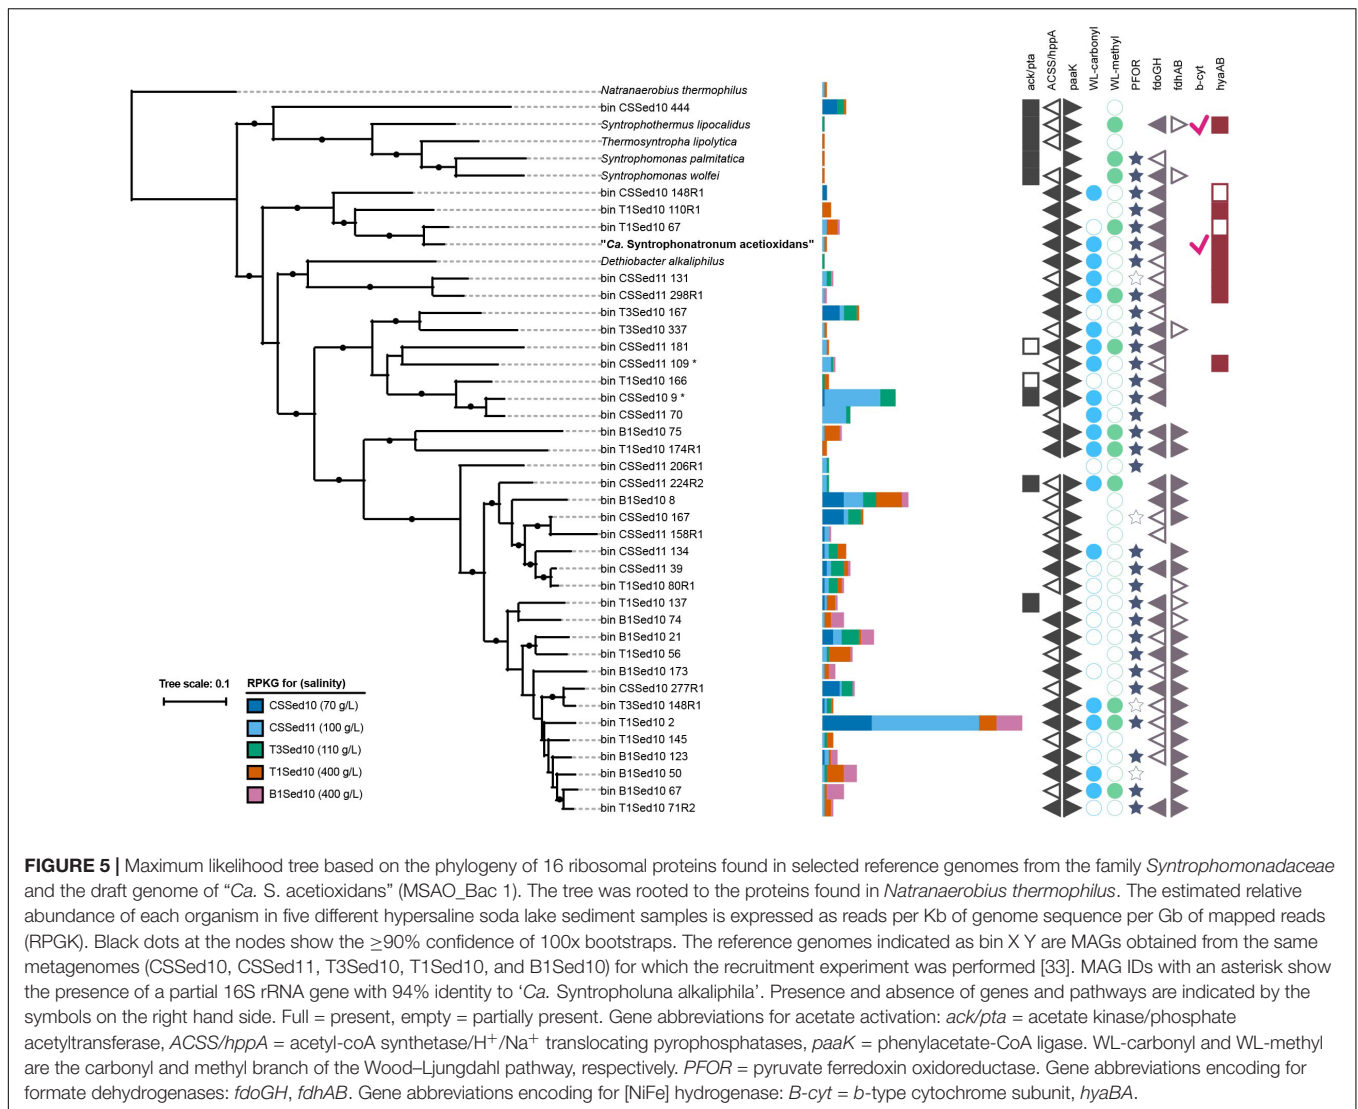 ack/pta
ACSS/hppA
paaK
WL-carbonyl
WL-methyl
PFOR
fdoGH
fdhAB
b-cyt
hyaAB
Natranaerobius thermophilus
bin CSSed10 444
Syntrophothermus lipocalidus
Thermosyntropha lipolytica
Syntrophomonas palmitatica
Syntrophomonas wolfei
bin CSSed10 148R1
bin T1Sed10 110R1
bin T1Sed10 67
"Ca. Syntrophonatronum acetioxidans"
Dethiobacter alkaliphilus
bin CSSed11 131
bin CSSed11 298R1
bin T3Sed10 167
bin T3Sed10 337
bin CSSed11 181
bin CSSed11 109 *
bin T1Sed10 166
bin CSSed10 9 *
bin CSSed11 70
bin B1Sed10 75
bin T1Sed10 174R1
bin CSSed11 206R1
bin CSSed11 224R2
bin B1Sed10 8
bin CSSed10 167
bin CSSed11 158R1
bin CSSed11 134
bin CSSed11 39
bin T1Sed10 80R1
bin T1Sed10 137
bin B1Sed10 74
bin B1Sed10 21
bin T1Sed10 56
bin B1Sed10 173
bin CSSed10 277R1
bin T3Sed10 148R1
bin T1Sed10 2
bin T1Sed10 145
bin B1Sed10 123
bin B1Sed10 50
bin B1Sed10 67
bin T1Sed10 71R2
Tree scale: 0.1
RPKG for (salinity)
CSSed10 (70 g/L)
CSSed11 (100 g/L)
T3Sed10 (110 g/L)
T1Sed10 (400 g/L)
B1Sed10 (400 g/L)
FIGURE 5 | Maximum likelihood tree based on the phylogeny of 16 ribosomal proteins found in selected reference genomes from the family Syntrophomonadaceae
and the draft genome of “Ca. S. acetioxidans” (MSAO_Bac 1). The tree was rooted to the proteins found in Natranaerobius thermophilus. The estimated relative
abundance of each organism in five different hypersaline soda lake sediment samples is expressed as reads per Kb of genome sequence per Gb of mapped reads
(RPGK). Black dots at the nodes show the ≥90% confidence of 100x bootstraps. The reference genomes indicated as bin X Y are MAGs obtained from the same
metagenomes (CSSed10, CSSed11, T3Sed10, T1Sed10, and B1Sed10) for which the recruitment experiment was performed [33]. MAG IDs with an asterisk show
the presence of a partial 16S rRNA gene with 94% identity to ‘Ca. Syntropholuna alkaliphila’. Presence and absence of genes and pathways are indicated by the
symbols on the right hand side. Full = present, empty = partially present. Gene abbreviations for acetate activation: ack/pta = acetate kinase/phosphate
acetyltransferase, ACSS/hppA = acetyl-coA synthetase/H+/Na+ translocating pyrophosphatases, paaK = phenylacetate-CoA ligase. WL-carbonyl and WL-methyl
are the carbonyl and methyl branch of the Wood–Ljungdahl pathway, respectively. PFOR = pyruvate ferredoxin oxidoreductase. Gene abbreviations encoding for
formate dehydrogenases: fdoGH, fdhAB. Gene abbreviations encoding for [NiFe] hydrogenase: B-cyt = b-type cytochrome subunit, hyaBA.